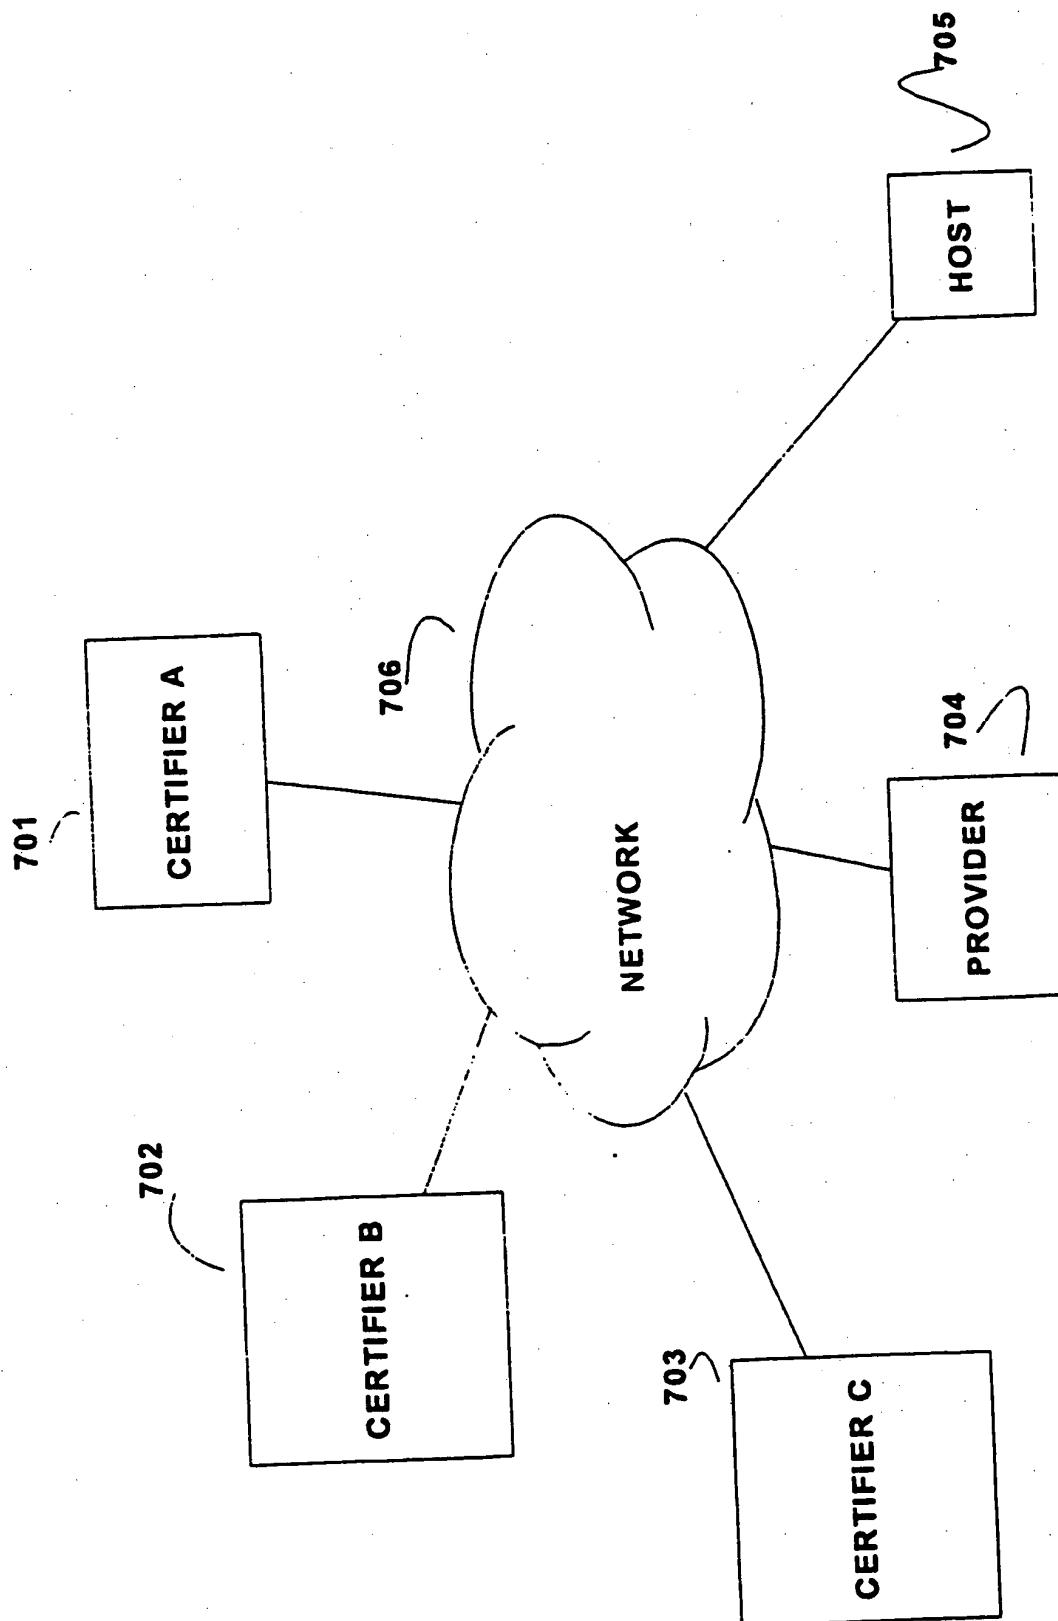 701
CERTIFIER A
702
CERTIFIER B
706
NETWORK
703
CERTIFIER C
704
PROVIDER
705
HOST